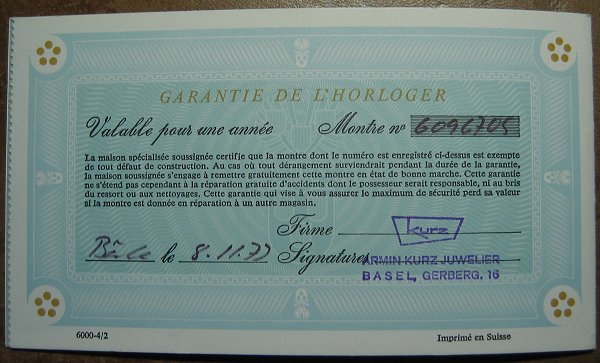 GARANTIE DE L'HORLOGER
Valable pour une année Montre nº 6096705
La maison spécialisée soussignée certifie que la montre dont le numéro est enregistré ci-dessus est exempte
de tout défaut de construction. Au cas où tout dérangement surviendrait pendant la durée de la garantie,
la maison soussignée s'engage à remettre gratuitement cette montre en état de bonne marche. Cette garantie
ne s'étend pas cependant à la réparation gratuite d'accidents dont le possesseur serait responsable, ni au bris
du ressort ou aux nettoyages. Cette garantie qui vise à vous assurer le maximum de sécurité perd sa valeur
si la montre est donnée en réparation à un autre magasin.
Firme kurz
Bâle le 8.11.72 Signature
ARMIN KURZ JUWELIER
BASEL, GERBERG. 16
6000-4/2 Imprimé en Suisse